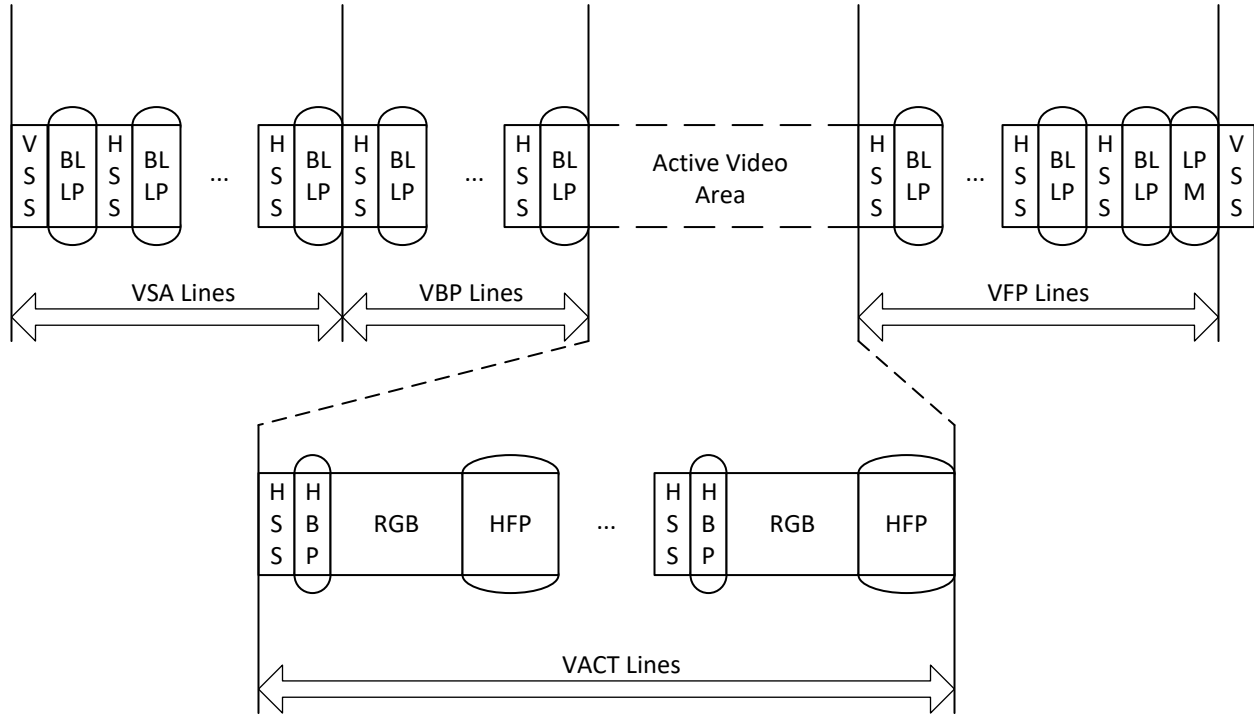 V
S
S
BL
LP
H
S
S
BL
LP
...
H
S
S
BL
LP
H
S
S
BL
LP
...
H
S
S
BL
LP
Active Video
Area
H
S
S
BL
LP
...
H
S
S
BL
LP
H
S
S
BL
LP
LP
M
V
S
S
VSA Lines
VBP Lines
VFP Lines
H
S
S
H
B
P
RGB
HFP
...
H
S
S
H
B
P
RGB
HFP
VACT Lines